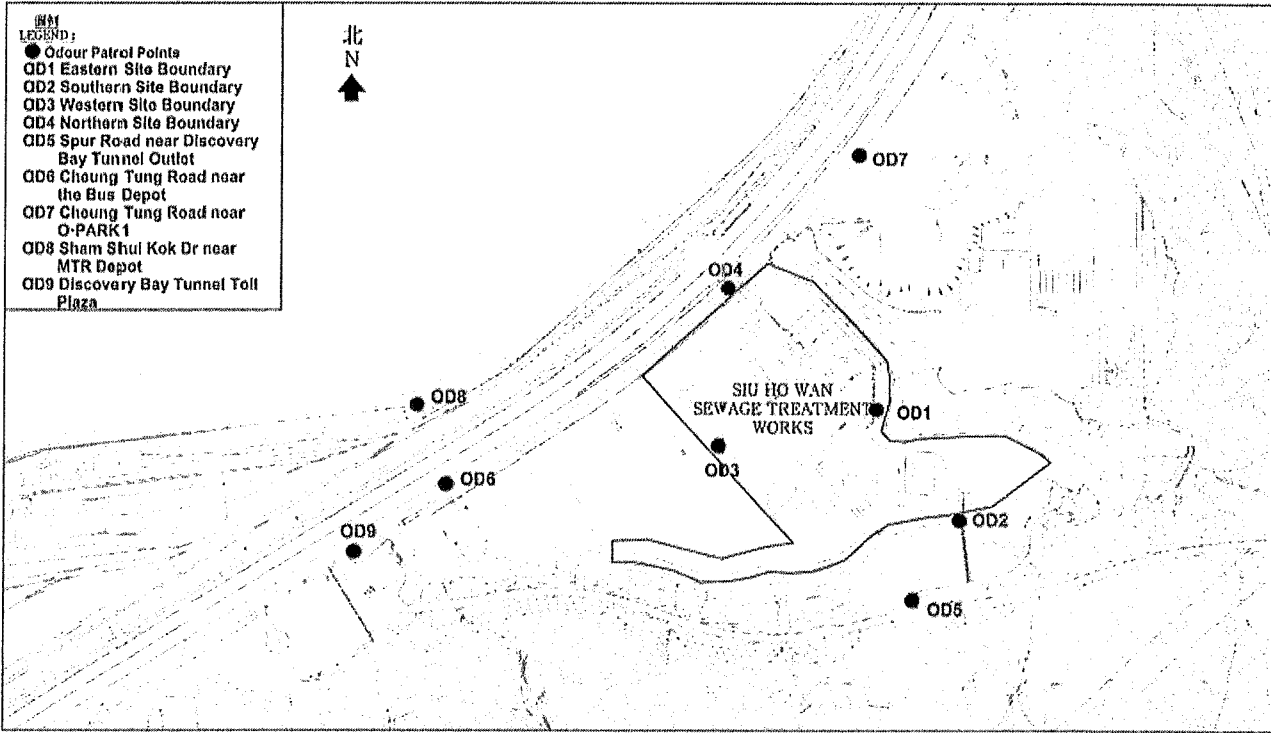 圖例
LEGEND:
Odour Patrol Points
OD1 Eastern Site Boundary
OD2 Southern Site Boundary
OD3 Western Site Boundary
OD4 Northern Site Boundary
OD5 Spur Road near Discovery
Bay Tunnel Outlet
OD6 Cheung Tung Road near
the Bus Depot
OD7 Cheung Tung Road near
O-PARK1
OD8 Sham Shui Kok Dr near
MTR Depot
OD9 Discovery Bay Tunnel Toll
Plaza
北
N
OD7
OD4
OD8
SIU HO WAN
SEWAGE TREATMENT
WORKS
OD1
OD3
OD6
OD2
OD9
OD5